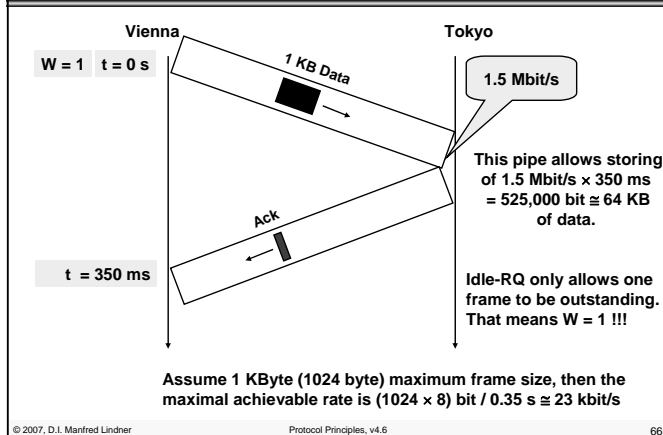 Vienna
Tokyo
W = 1
t = 0 s
1 KB Data
1.5 Mbit/s
This pipe allows storing
of 1.5 Mbit/s × 350 ms
= 525,000 bit ≅ 64 KB
of data.
Ack
t = 350 ms
Idle-RQ only allows one
frame to be outstanding.
That means W = 1 !!!
Assume 1 KByte (1024 byte) maximum frame size, then the
maximal achievable rate is (1024 × 8) bit / 0.35 s ≅ 23 kbit/s
© 2007, D.I. Manfred Lindner
Protocol Principles, v4.6
66